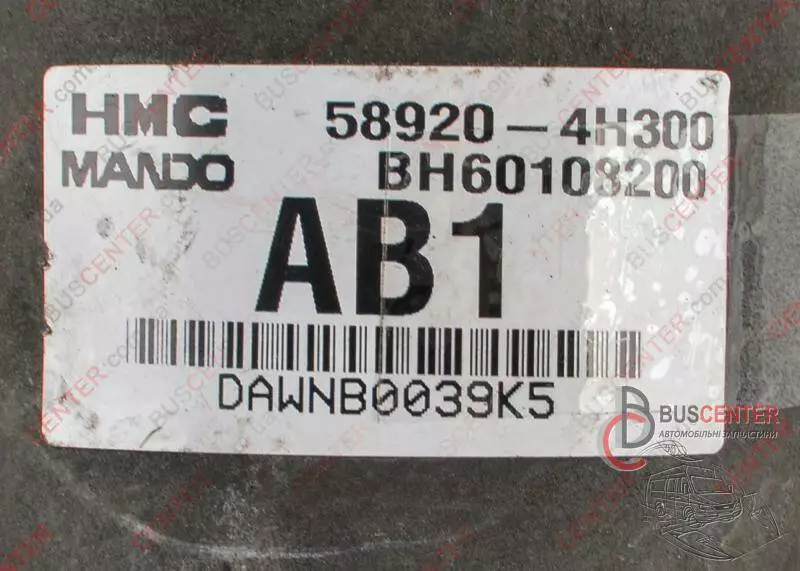 HMC 58920-4H300
MANDO BH60108200
AB1
DAWNB0039K5
BUSCENTER
АВТОМОБІЛЬНІ ЗАПЧАСТИНИ